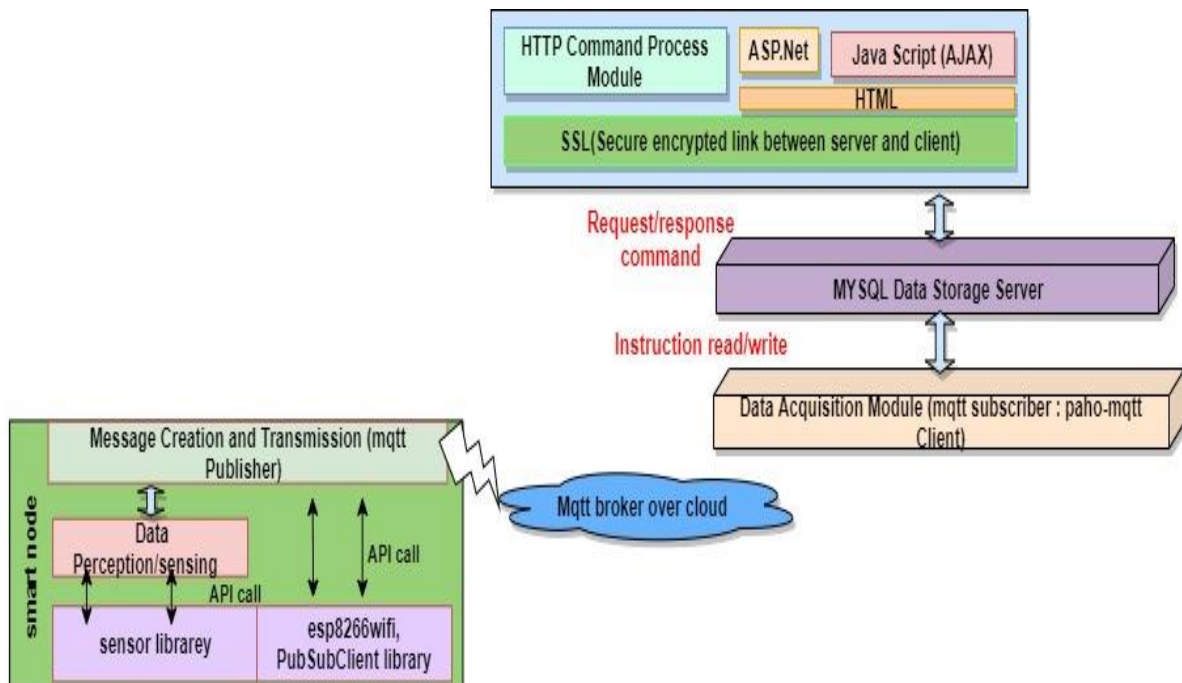 HTTP Command Process
Module
ASP.Net
Java Script (AJAX)
HTML
SSL(Secure encrypted link between server and client)
Request/response
command
MYSQL Data Storage Server
Instruction read/write
Data Acquisition Module (mqtt subscriber : paho-mqtt
Client)
smart node
Message Creation and Transmission (mqtt
Publisher)
Data
Perception/sensing
API call
API call
sensor librarey
esp8266wifi,
PubSubClient library
Mqtt broker over cloud